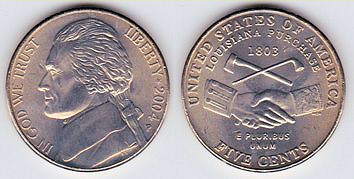 IN GOD WE TRUST
LIBERTY • 2004
UNITED STATES OF AMERICA
LOUISIANA PURCHASE
1803
E PLURIBUS
UNUM
FIVE CENTS